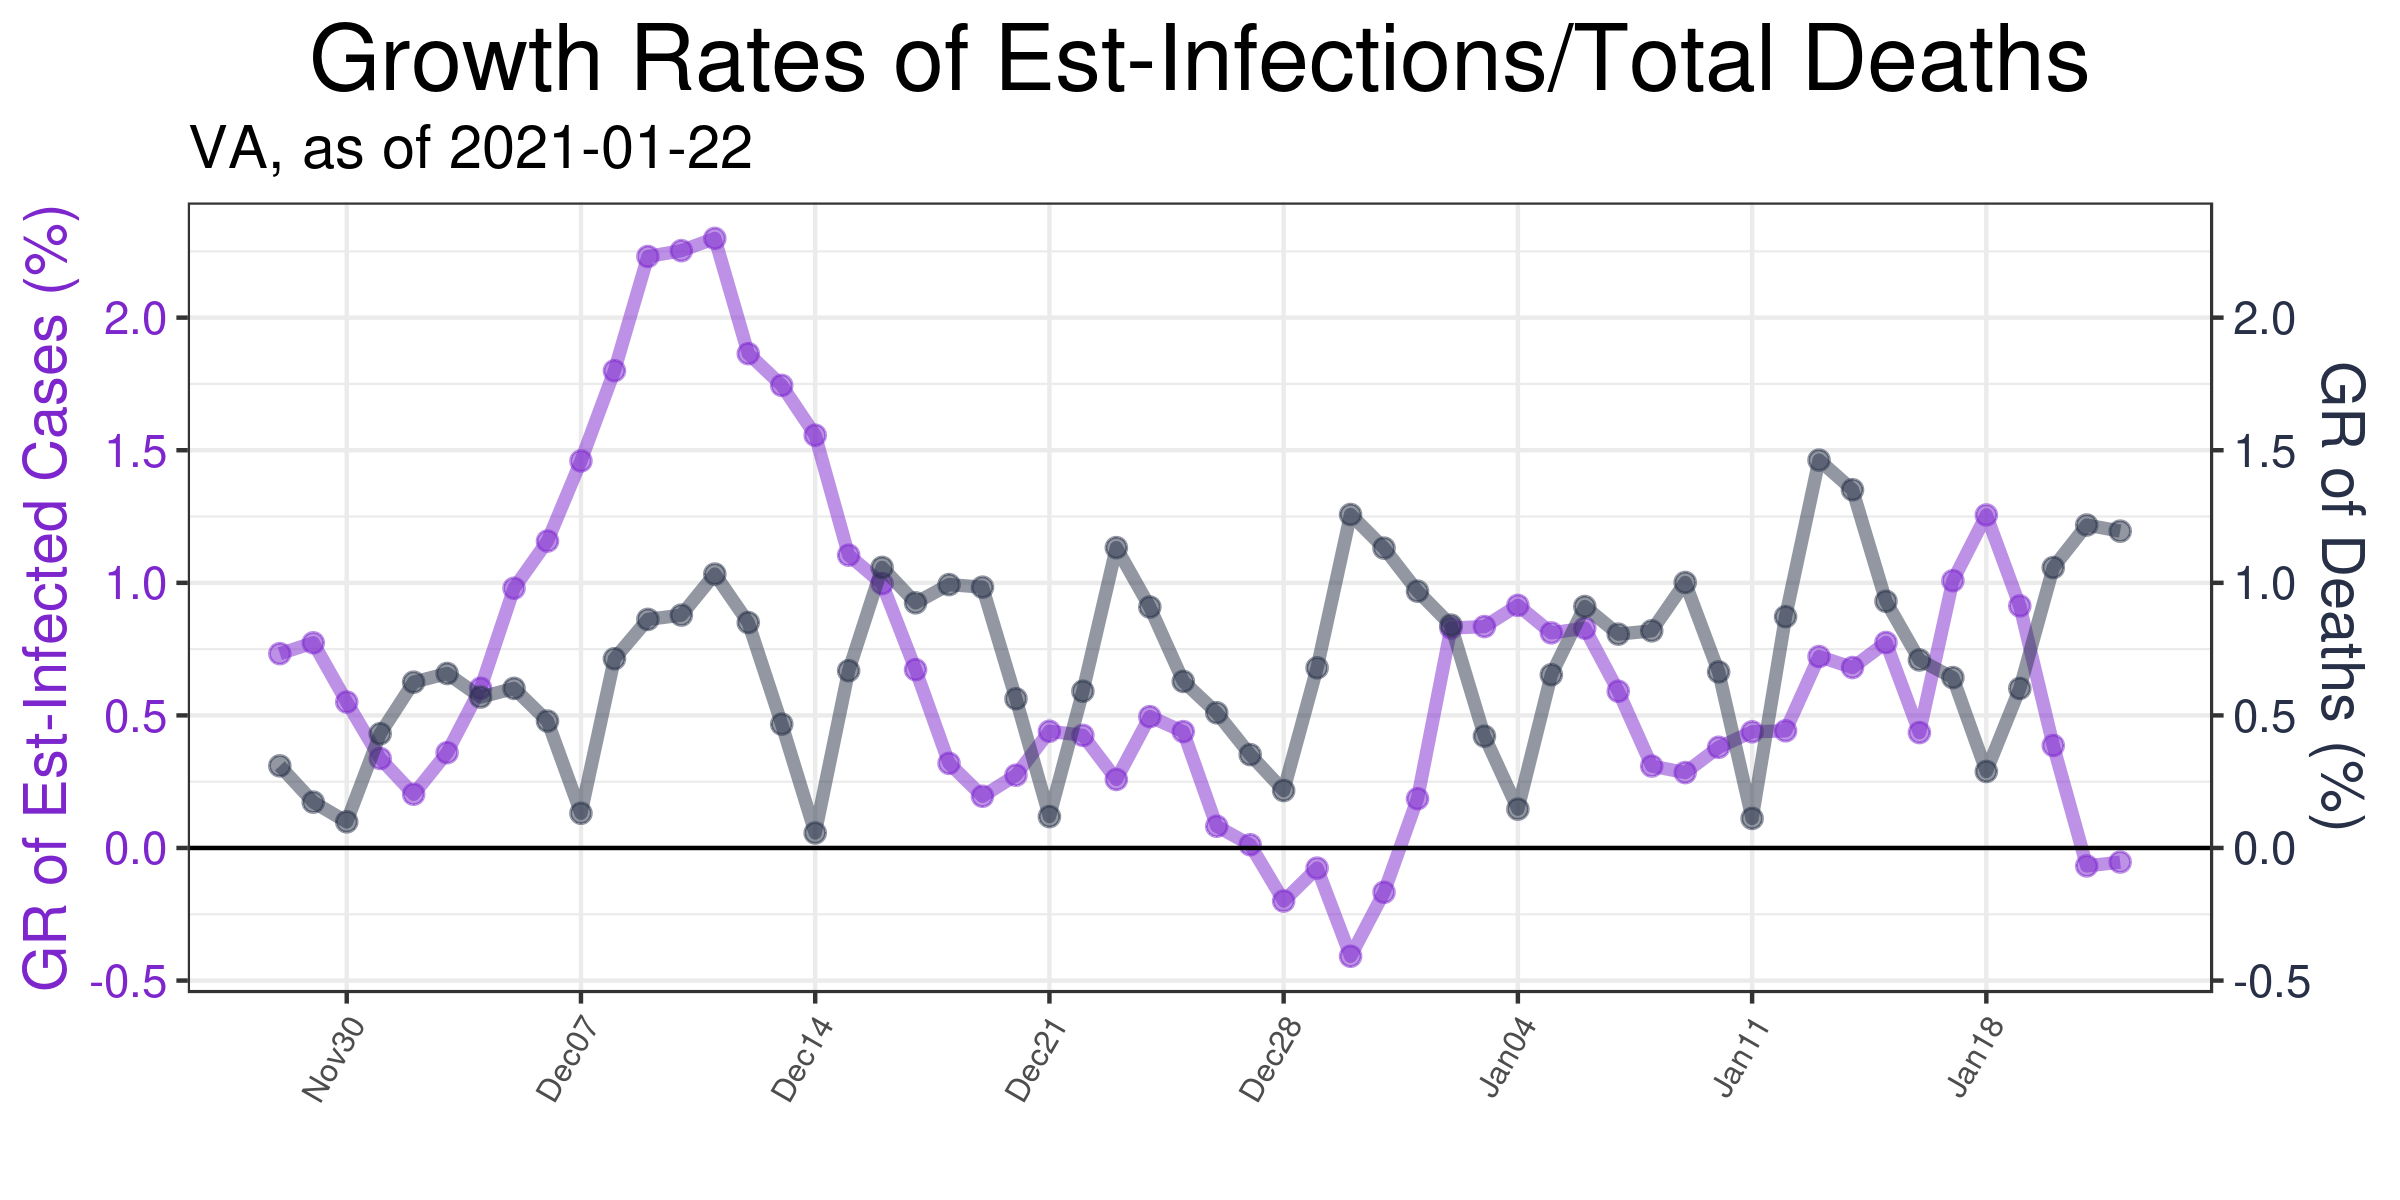 Growth Rates of Est-Infections/Total Deaths
VA, as of 2021-01-22
GR of Est-Infected Cases (%)
2.0
1.5
1.0
0.5
0.0
-0.5
2.0
1.5
1.0
0.5
0.0
-0.5
GR of Deaths (%)
Nov30
Dec07
Dec14
Dec21
Dec28
Jan04
Jan11
Jan18